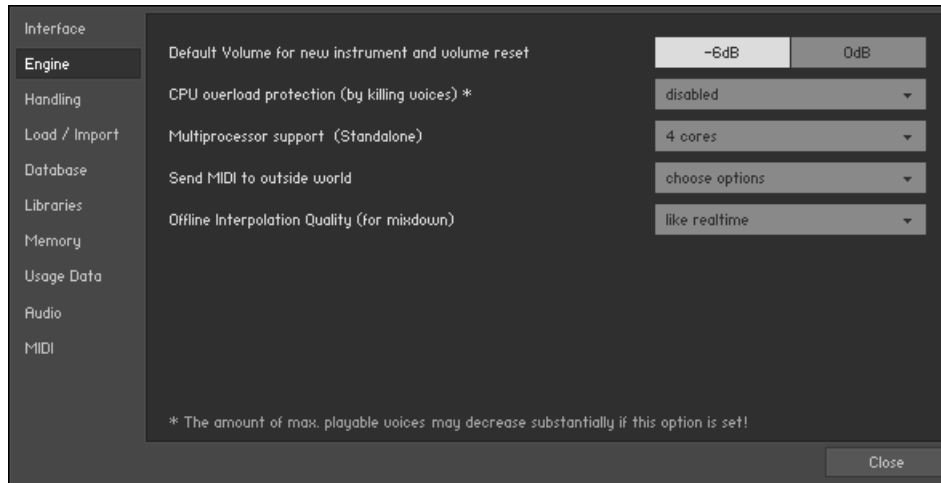 Interface
Engine
Handling
Load / Import
Database
Libraries
Memory
Usage Data
Audio
MIDI
Default Volume for new instrument and volume reset -6dB 0dB
CPU overload protection (by killing voices) * disabled
Multiprocessor support (Standalone) 4 cores
Send MIDI to outside world choose options
Offline Interpolation Quality (for mixdown) like realtime
* The amount of max. playable voices may decrease substantially if this option is set!
Close